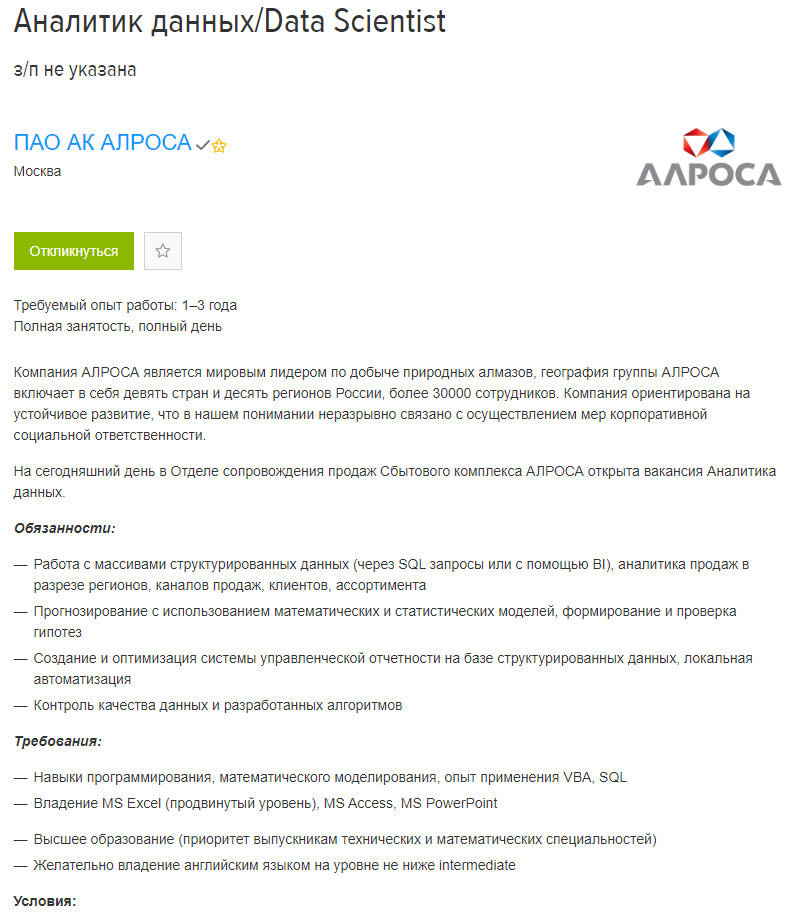 Аналитик данных/Data Scientist
з/п не указана
ПАО АК АЛРОСА
Москва
АЛРОСА
Откликнуться
Требуемый опыт работы: 1–3 года
Полная занятость, полный день
Компания АЛРОСА является мировым лидером по добыче природных алмазов, география группы АЛРОСА
включает в себя девять стран и десять регионов России, более 30000 сотрудников. Компания ориентирована на
устойчивое развитие, что в нашем понимании неразрывно связано с осуществлением мер корпоративной
социальной ответственности.
На сегодняшний день в Отделе сопровождения продаж Сбытового комплекса АЛРОСА открыта вакансия Аналитика
данных.
Обязанности:
— Работа с массивами структурированных данных (через SQL запросы или с помощью BI), аналитика продаж в
разрезе регионов, каналов продаж, клиентов, ассортимента
— Прогнозирование с использованием математических и статистических моделей, формирование и проверка
гипотез
— Создание и оптимизация системы управленческой отчетности на базе структурированных данных, локальная
автоматизация
— Контроль качества данных и разработанных алгоритмов
Требования:
— Навыки программирования, математического моделирования, опыт применения VBA, SQL
— Владение MS Excel (продвинутый уровень), MS Access, MS PowerPoint
— Высшее образование (приоритет выпускникам технических и математических специальностей)
— Желательно владение английским языком на уровне не ниже intermediate
Условия: